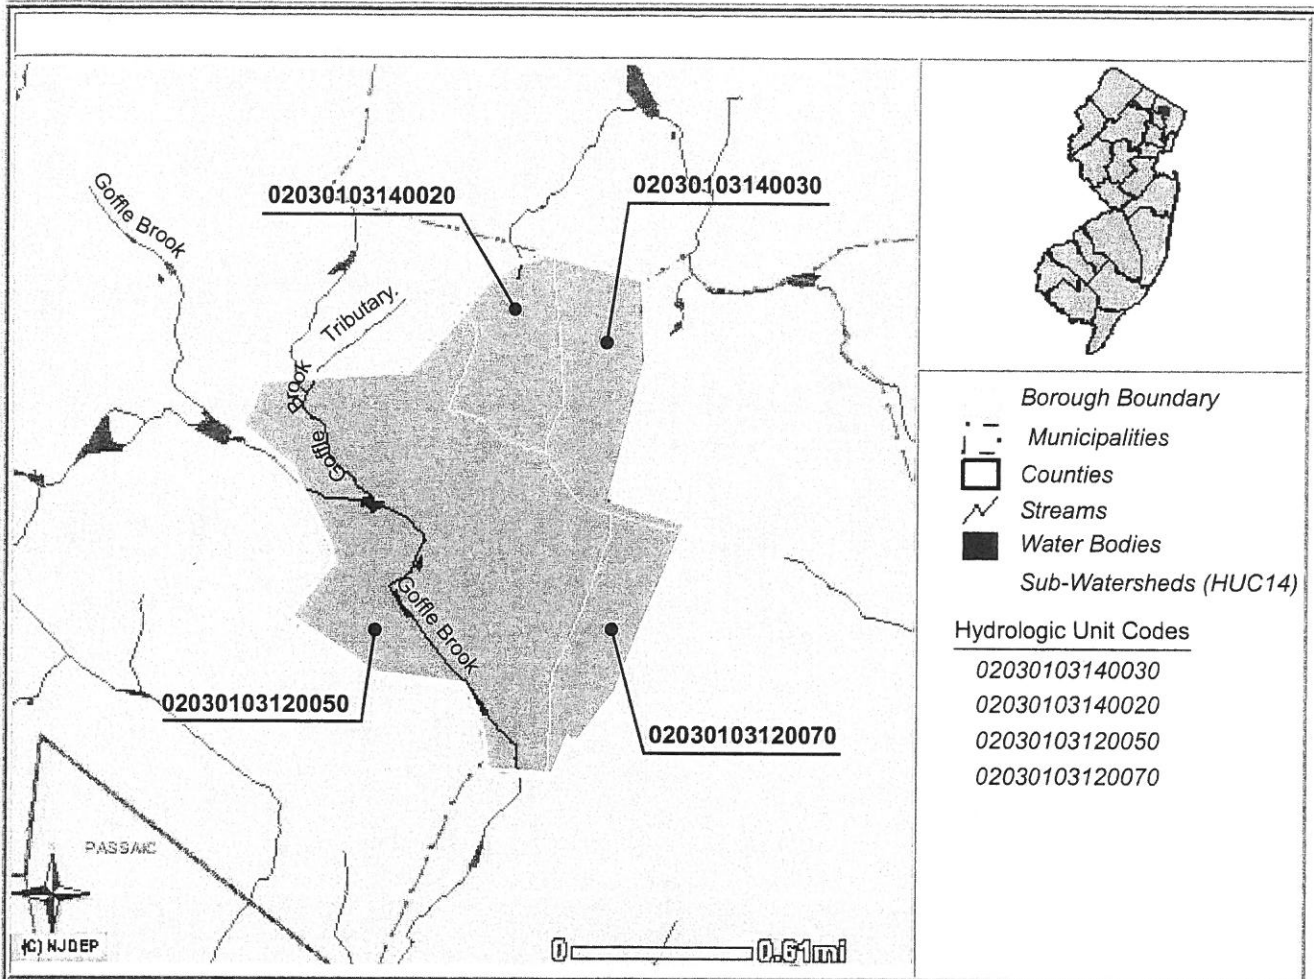 02030103140020
02030103140030
Goffle Brook
Tributary.
Brook
Goffle
Goffle Brook
02030103120050
02030103120070
PASSAIC
(C) NJDEP
0 0.61mi
Borough Boundary
Municipalities
Counties
Streams
Water Bodies
Sub-Watersheds (HUC14)
Hydrologic Unit Codes
02030103140030
02030103140020
02030103120050
02030103120070